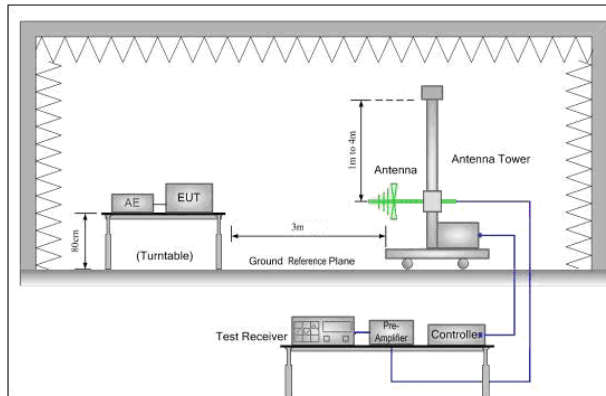 1m to 4m
Antenna
Antenna Tower
AE
EUT
80cm
(Turntable)
3m
Ground Reference Plane
Test Receiver
Pre-
Amplifier
Controller